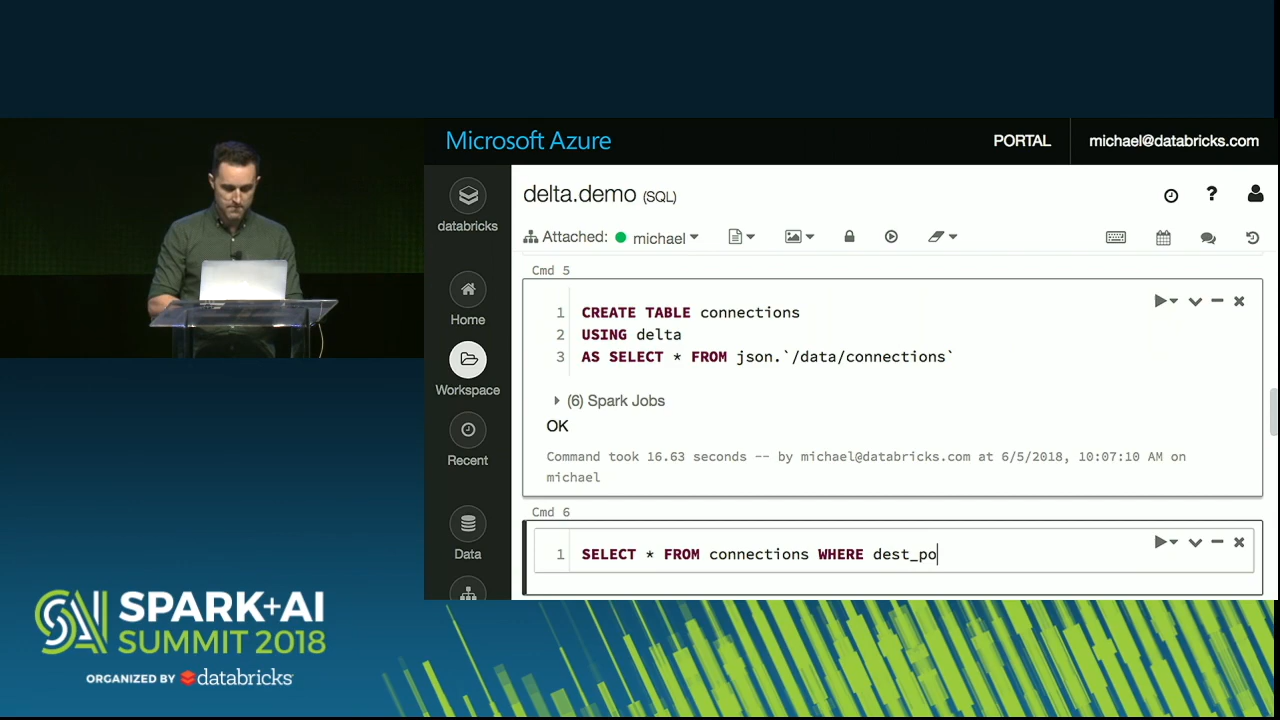 Microsoft Azure
PORTAL
michael@databricks.com
databricks
Home
Workspace
Recent
Data
delta.demo (SQL)
Attached: michael
Cmd 5
1 CREATE TABLE connections
2 USING delta
3 AS SELECT * FROM json.`/data/connections`
(6) Spark Jobs
OK
Command took 16.63 seconds -- by michael@databricks.com at 6/5/2018, 10:07:10 AM on
michael
Cmd 6
1 SELECT * FROM connections WHERE dest_po
SPARK+AI
SUMMIT 2018
ORGANIZED BY databricks